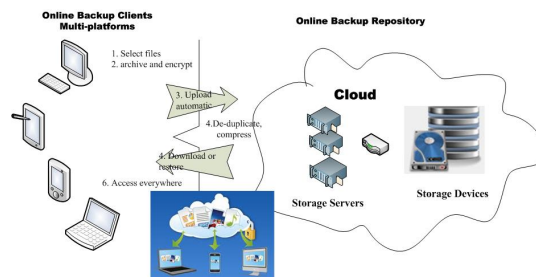 Online Backup Clients
Multi-platforms
Online Backup Repository
1. Select files
2. archive and encrypt
3. Upload
automatic
4.De-duplicate,
compress
4. Download or
restore
6. Access everywhere
Cloud
Storage Servers
Storage Devices